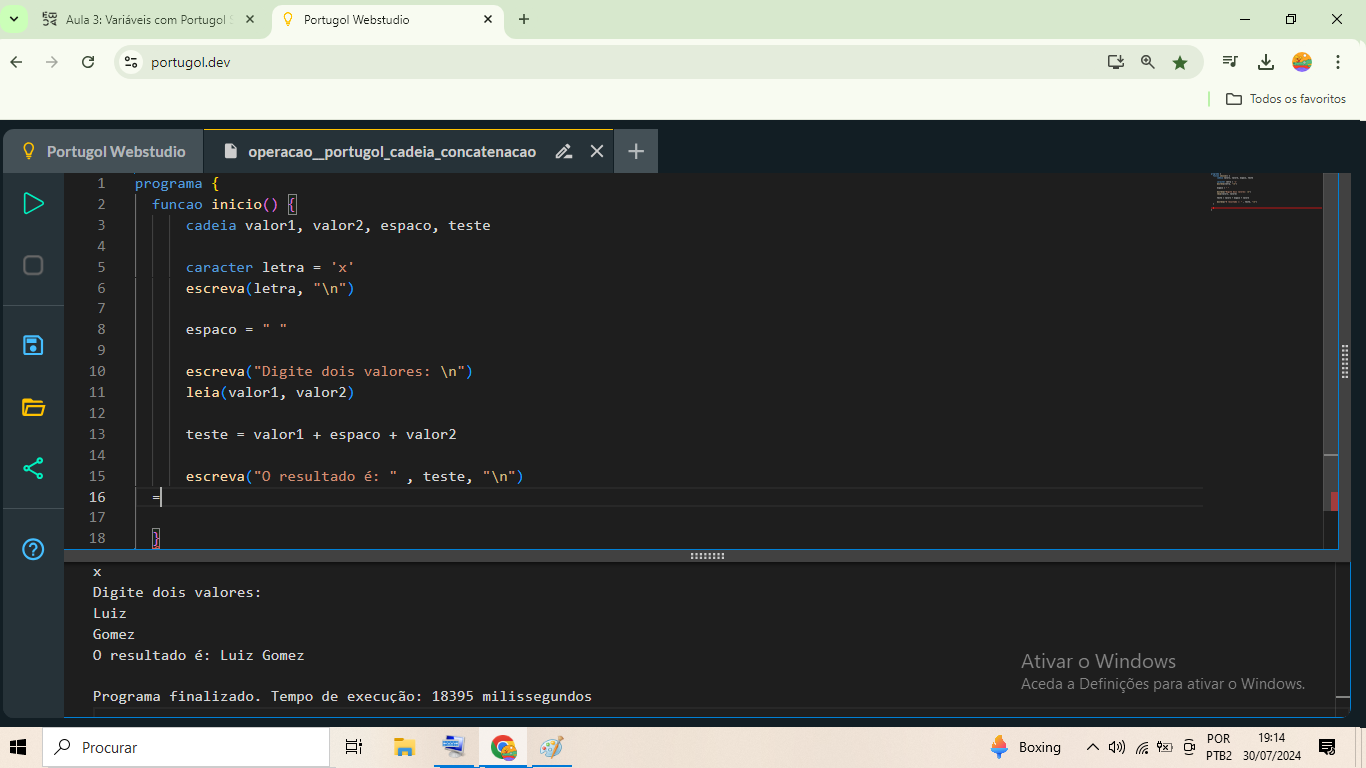 Aula 3: Variáveis com Portugol
Portugol Webstudio
portugol.dev
Todos os favoritos
Portugol Webstudio
operacao__portugol_cadeia_concatenacao
1 programa {
2 funcao inicio() {
3 cadeia valor1, valor2, espaco, teste
4
5 caracter letra = 'x'
6 escreva(letra, "\n")
7
8 espaco = " "
9
10 escreva("Digite dois valores: \n")
11 leia(valor1, valor2)
12
13 teste = valor1 + espaco + valor2
14
15 escreva("O resultado é: " , teste, "\n")
16 =
17
18 }
x
Digite dois valores:
Luiz
Gomez
O resultado é: Luiz Gomez
Programa finalizado. Tempo de execução: 18395 milissegundos
Ativar o Windows
Aceda a Definições para ativar o Windows.
Procurar
Boxing
POR
PTB2
19:14
30/07/2024